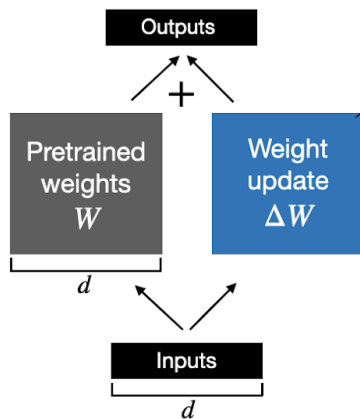 Outputs
+
Pretrained
weights
W
Weight
update
ΔW
d
Inputs
d